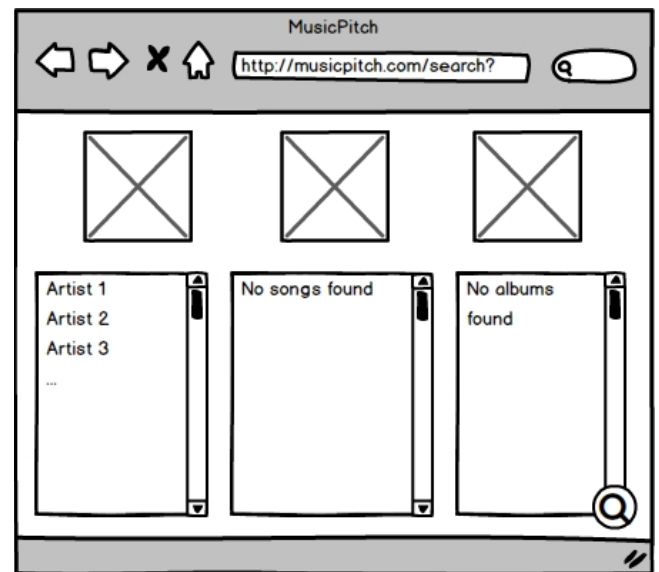 MusicPitch
http://musicpitch.com/search?
Artist 1
Artist 2
Artist 3
...
No songs found
No albums
found